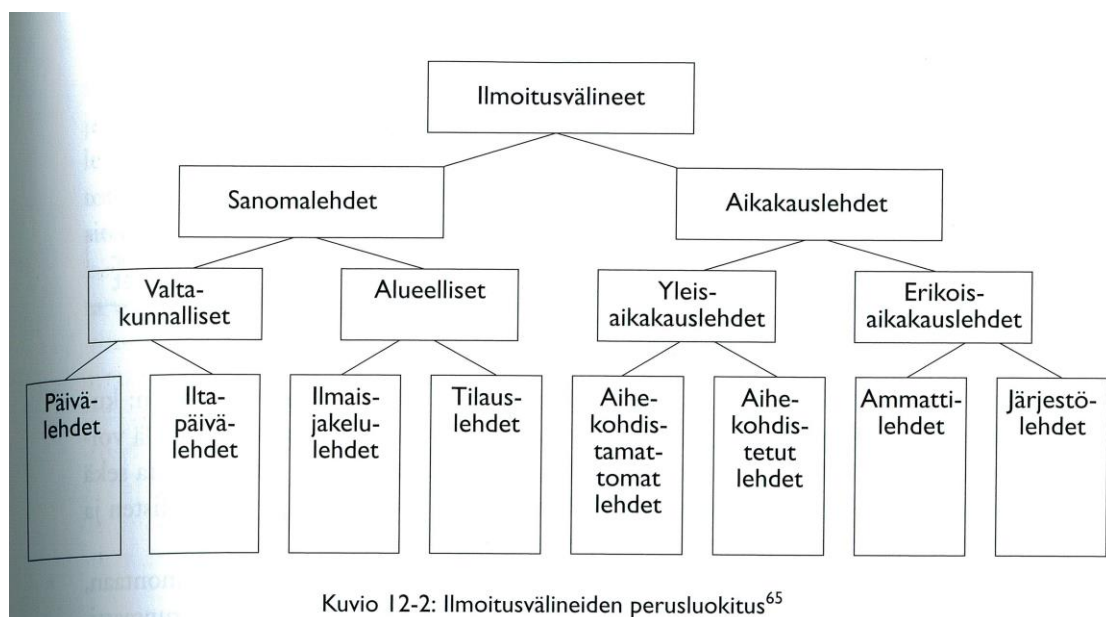 Ilmoitusvälineet
Sanomalehdet
Aikakauslehdet
Valta-
kunnalliset
Alueelliset
Yleis-
aikakauslehdet
Erikois-
aikakauslehdet
Päivä-
lehdet
Ilta-
päivä-
lehdet
Ilmais-
jakelu-
lehdet
Tilaus-
lehdet
Aihe-
kohdis-
tamat-
tomat
lehdet
Aihe-
kohdis-
tetut
lehdet
Ammatti-
lehdet
Järjestö-
lehdet
Kuvio 12-2: Ilmoitusvälineiden perusluokitus65